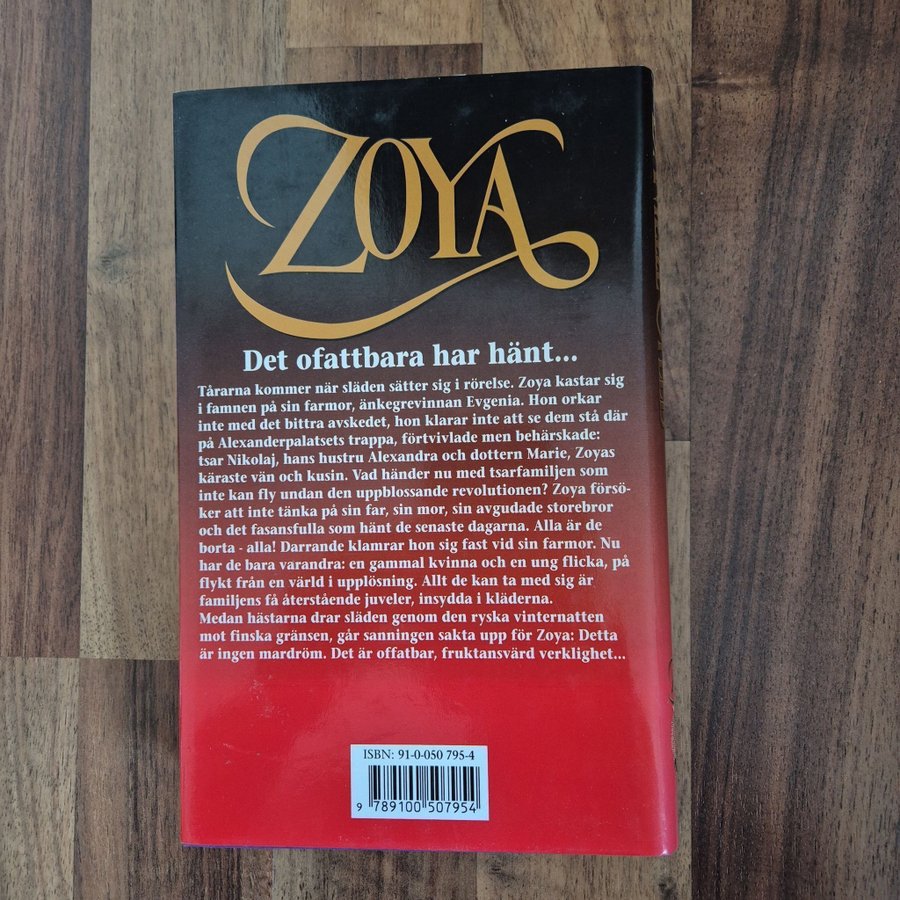 ZOYA
Det ofattbara har hänt...
Tårarna kommer när släden sätter sig i rörelse. Zoya kastar sig
i famnen på sin farmor, änkegrevinnan Evgenia. Hon orkar
inte med det bittra avskedet, hon klarar inte att se dem stå där
på Alexanderpalatsets trappa, förtvivlade men behärskade:
tsar Nikolaj, hans hustru Alexandra och dottern Marie, Zoyas
käraste vän och kusin. Vad händer nu med tsarfamiljen som
inte kan fly undan den uppblossande revolutionen? Zoya försö-
ker att inte tänka på sin far, sin mor, sin avgudade storebror
och det fasansfulla som hänt de senaste dagarna. Alla är de
borta - alla! Darrande klamrar hon sig fast vid sin farmor. Nu
har de bara varandra: en gammal kvinna och en ung flicka, på
flykt från en värld i upplösning. Allt de kan ta med sig är
familjens få återstående juveler, insydda i kläderna.
Medan hästarna drar släden genom den ryska vinternatten
mot finska gränsen, går sanningen sakta upp för Zoya: Detta
är ingen mardröm. Det är offatbar, fruktansvärd verklighet...
ISBN: 91-0-050 795-4
9 789100 507954